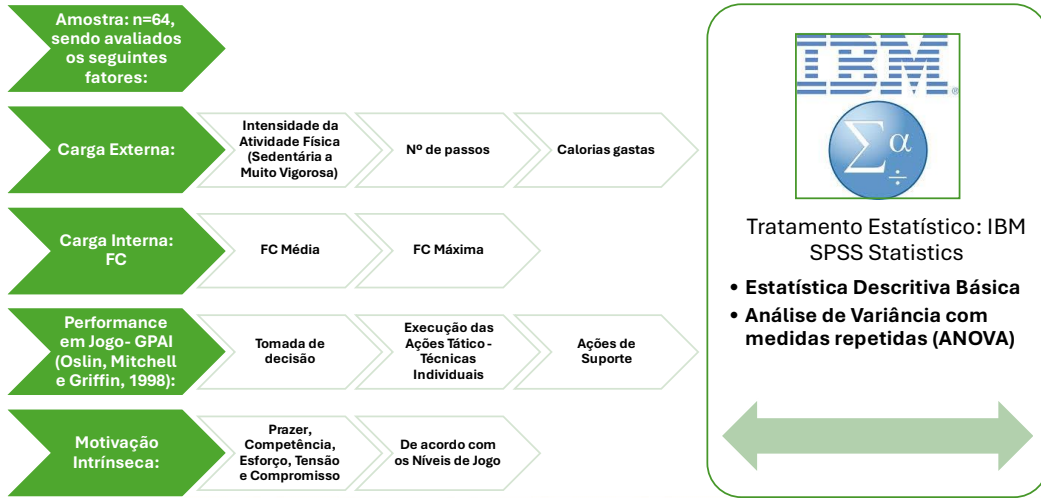 Amostra: n=64,
sendo avaliados
os seguintes
fatores:
Carga Externa:
Intensidade da
Atividade Física
(Sedentária a
Muito Vigorosa)
Nº de passos
Calorias gastas
Carga Interna:
FC
FC Média
FC Máxima
Performance
em Jogo- GPAI
(Oslin, Mitchell
e Griffin, 1998):
Tomada de
decisão
Execução das
Ações Tático -
Técnicas
Individuais
Ações de
Suporte
Motivação
Intrínseca:
Prazer,
Competência,
Esforço, Tensão
e Compromisso
De acordo com
os Níveis de Jogo
IBM®
Σ α ÷
Tratamento Estatístico: IBM
SPSS Statistics
• Estatística Descritiva Básica
• Análise de Variância com
medidas repetidas (ANOVA)